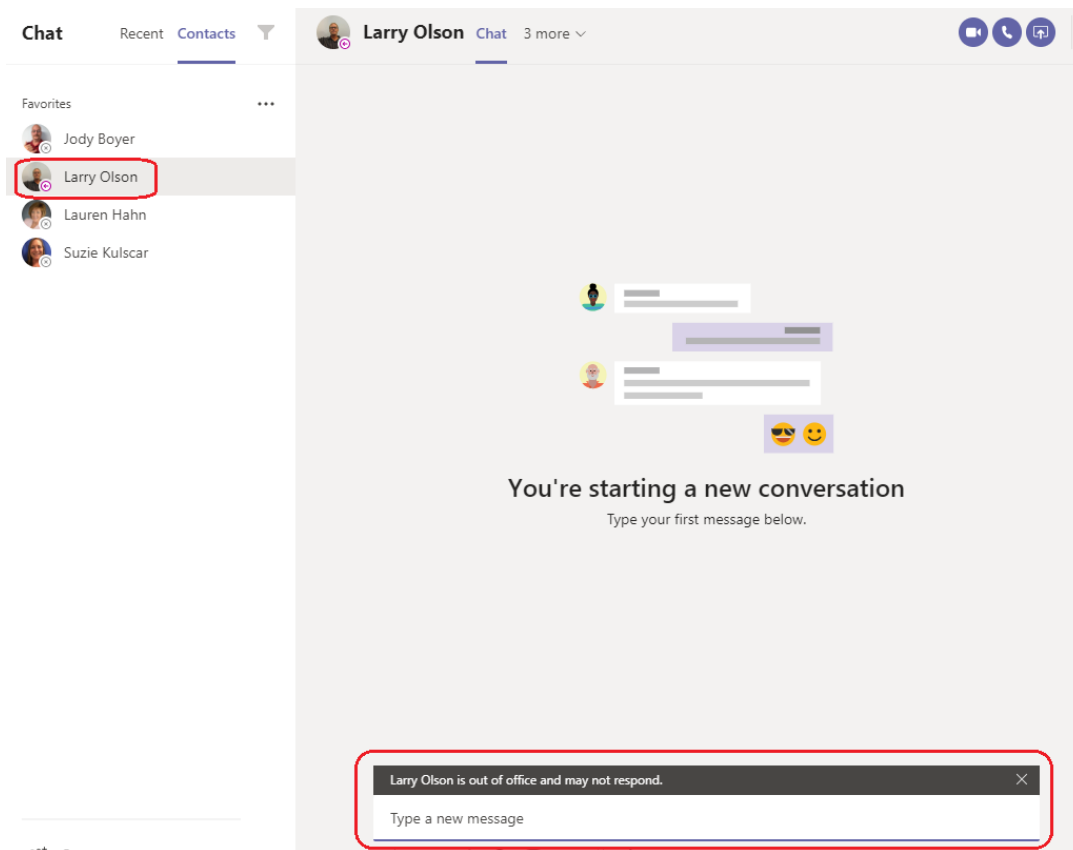 Chat Recent Contacts
Larry Olson Chat 3 more
Favorites
Jody Boyer
Larry Olson
Lauren Hahn
Suzie Kulscar
You're starting a new conversation
Type your first message below.
Larry Olson is out of office and may not respond.
Type a new message